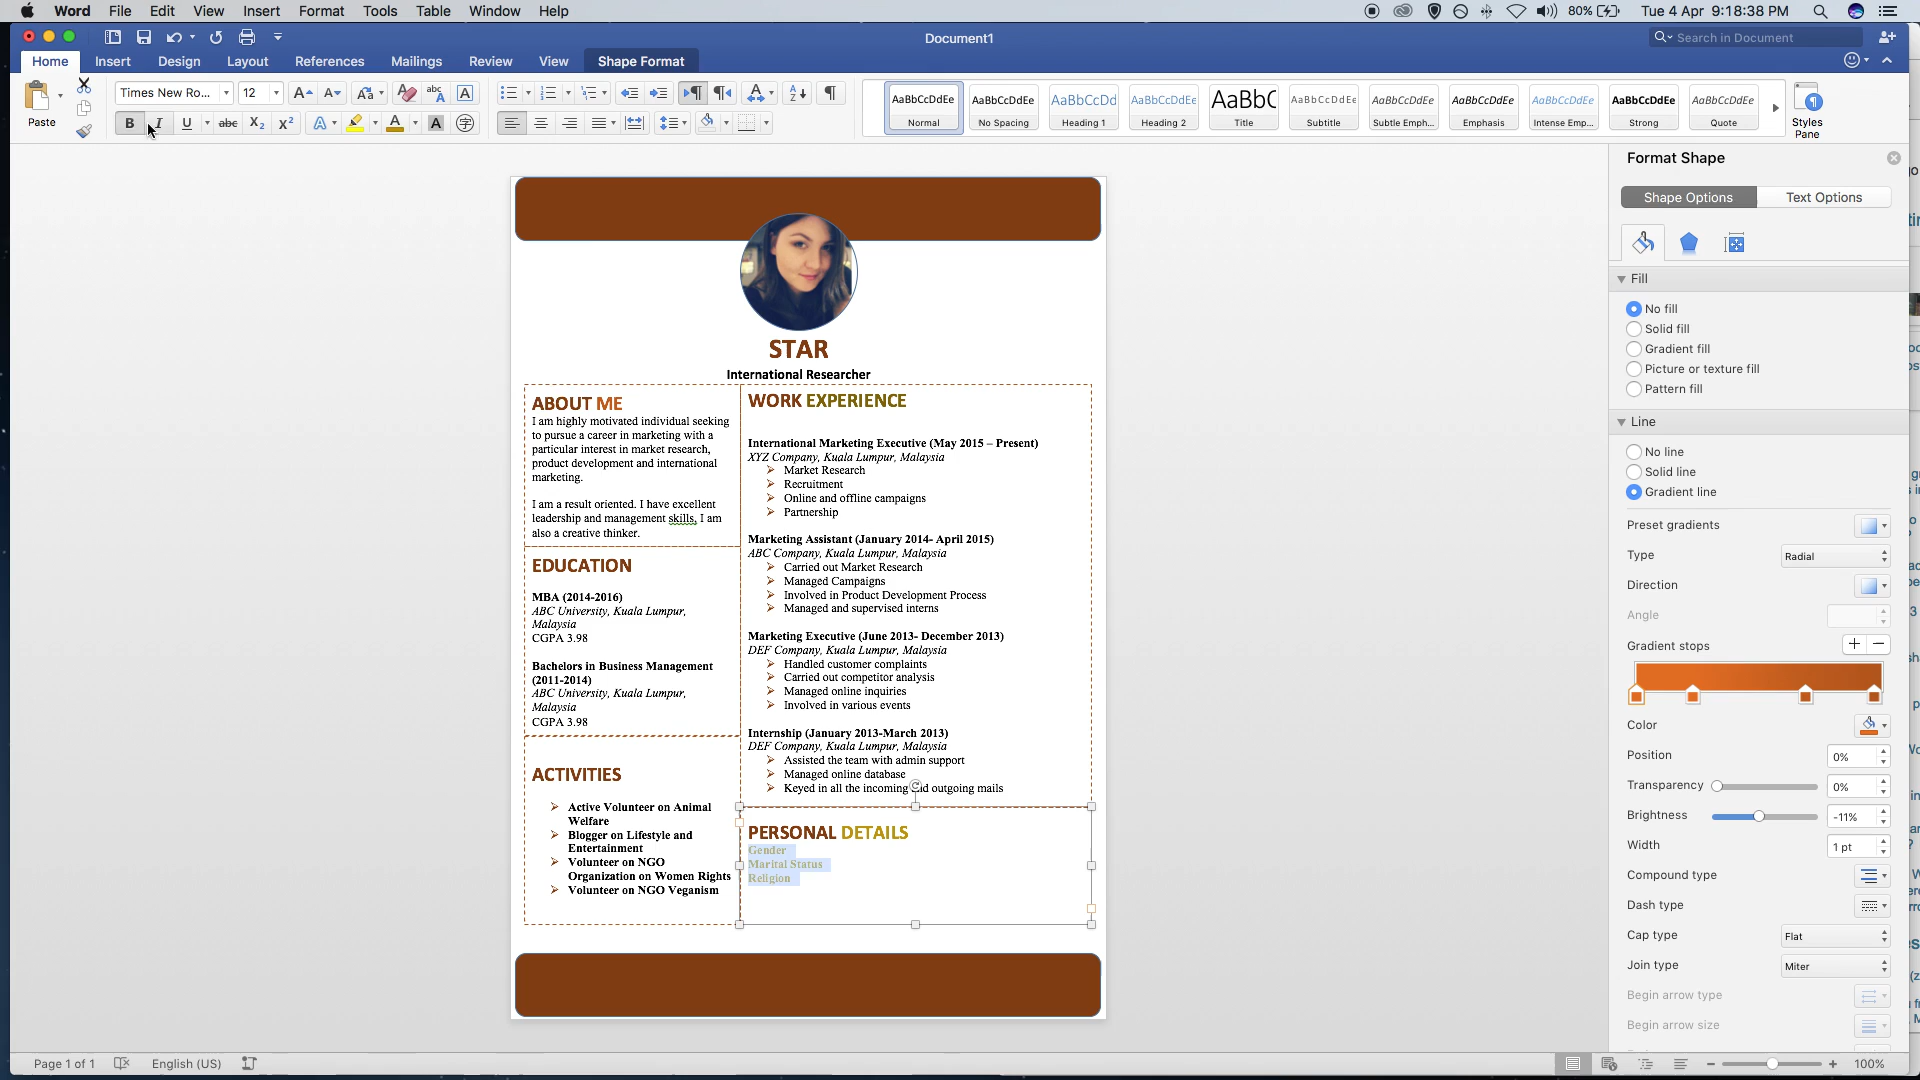 Word File Edit View Insert Format Tools Table Window Help 80% Tue 4 Apr 9:18:38 PM
Document1 Search in Document
Home Insert Design Layout References Mailings Review View Shape Format
Times New Ro... 12
Paste
AaBbCcDdEe AaBbCcDdEe AaBbCcDd AaBbCcDdEe AaBbC AaBbCcDdEe AaBbCcDdEe AaBbCcDdEe AaBbCcDdEe AaBbCcDdEe AaBbCcDdEe
Normal No Spacing Heading 1 Heading 2 Title Subtitle Subtle Emph... Emphasis Intense Emp... Strong Quote
Styles
Pane
STAR
International Researcher
ABOUT ME
I am highly motivated individual seeking
to pursue a career in marketing with a
particular interest in market research,
product development and international
marketing.
I am a result oriented. I have excellent
leadership and management skills, I am
also a creative thinker.
EDUCATION
MBA (2014-2016)
ABC University, Kuala Lumpur,
Malaysia
CGPA 3.98
Bachelors in Business Management
(2011-2014)
ABC University, Kuala Lumpur,
Malaysia
CGPA 3.98
ACTIVITIES
Active Volunteer on Animal
Welfare
Blogger on Lifestyle and
Entertainment
Volunteer on NGO
Organization on Women Rights
Volunteer on NGO Veganism
WORK EXPERIENCE
International Marketing Executive (May 2015 – Present)
XYZ Company, Kuala Lumpur, Malaysia
Market Research
Recruitment
Online and offline campaigns
Partnership
Marketing Assistant (January 2014- April 2015)
ABC Company, Kuala Lumpur, Malaysia
Carried out Market Research
Managed Campaigns
Involved in Product Development Process
Managed and supervised interns
Marketing Executive (June 2013- December 2013)
DEF Company, Kuala Lumpur, Malaysia
Handled customer complaints
Carried out competitor analysis
Managed online inquiries
Involved in various events
Internship (January 2013-March 2013)
DEF Company, Kuala Lumpur, Malaysia
Assisted the team with admin support
Managed online database
Keyed in all the incoming and outgoing mails
PERSONAL DETAILS
Gender
Marital Status
Religion
Format Shape
Shape Options Text Options
Fill
No fill
Solid fill
Gradient fill
Picture or texture fill
Pattern fill
Line
No line
Solid line
Gradient line
Preset gradients
Type Radial
Direction
Angle
Gradient stops
Color
Position 0%
Transparency 0%
Brightness -11%
Width 1 pt
Compound type
Dash type
Cap type Flat
Join type Miter
Begin arrow type
Begin arrow size
Page 1 of 1 English (US) 100%